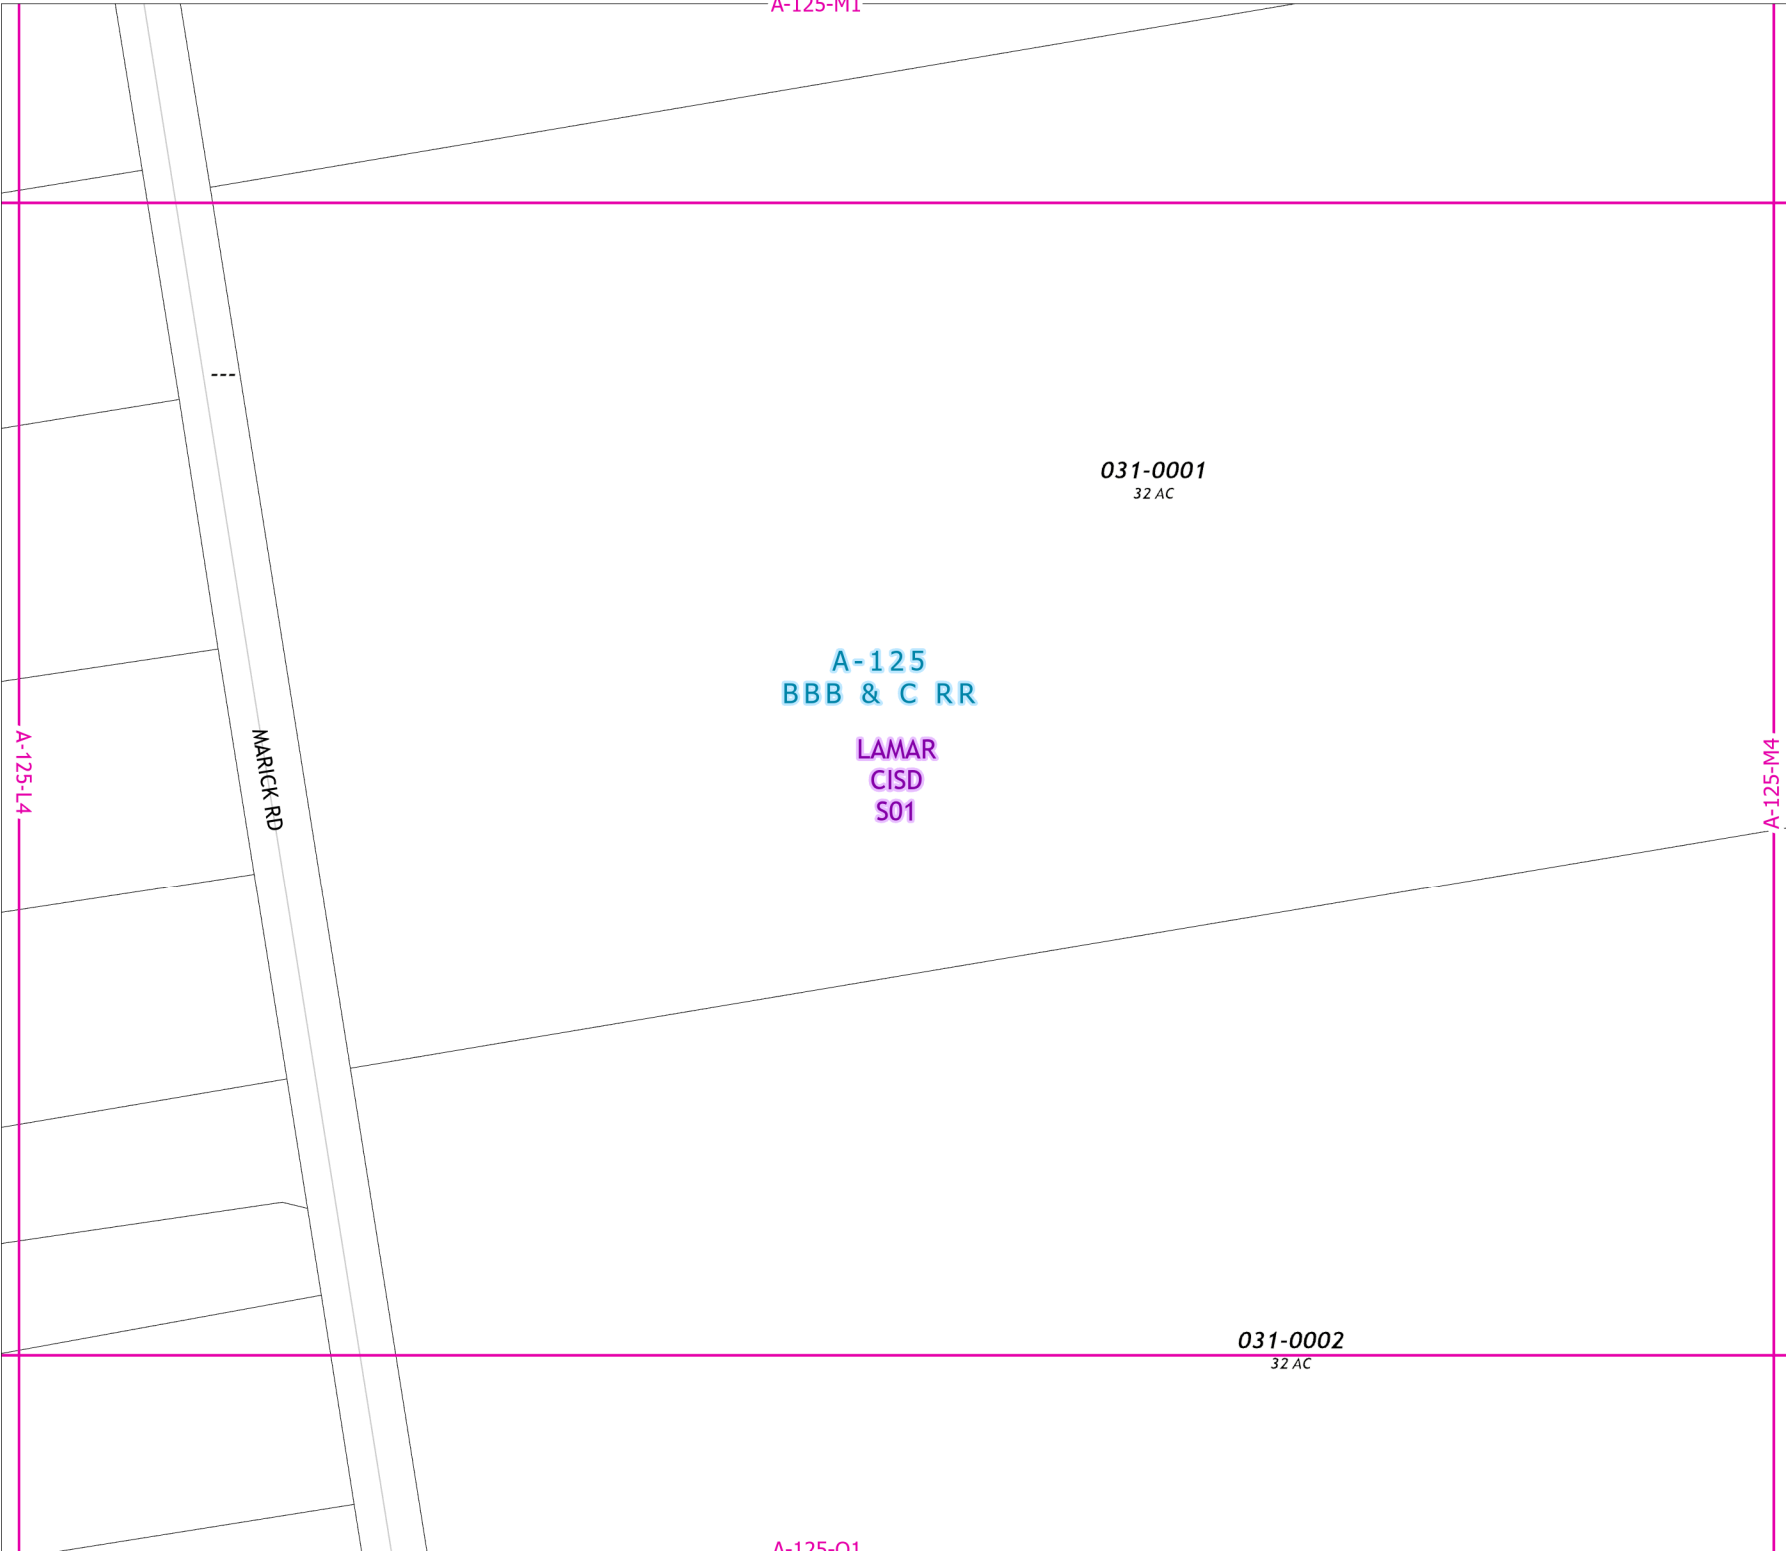 A-125-M1
---
031-0001
32 AC
A-125
BBB & C RR
LAMAR
CISD
S01
A-125-L4
MARICK RD
A-125-M4
031-0002
32 AC
A-125-O1